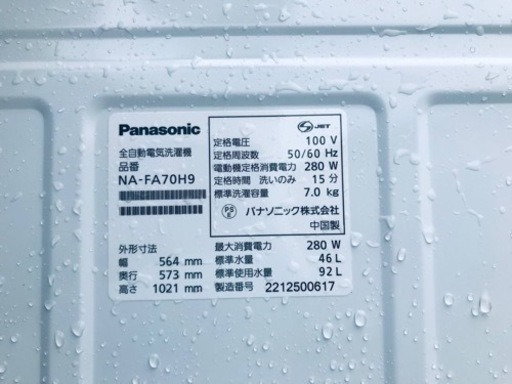 Panasonic
全自動電気洗濯機
品番
NA-FA70H9
外形寸法
幅 564 mm
奥行 573 mm
高さ 1021 mm
S JET
定格電圧 100 V
定格周波数 50/60 Hz
電動機定格消費電力 280 W
定格時間 洗いのみ 15 分
標準洗濯容量 7.0 kg
PS E パナソニック株式会社
中国製
最大消費電力 280 W
標準水量 46 L
標準使用水量 92 L
製造番号 2212500617